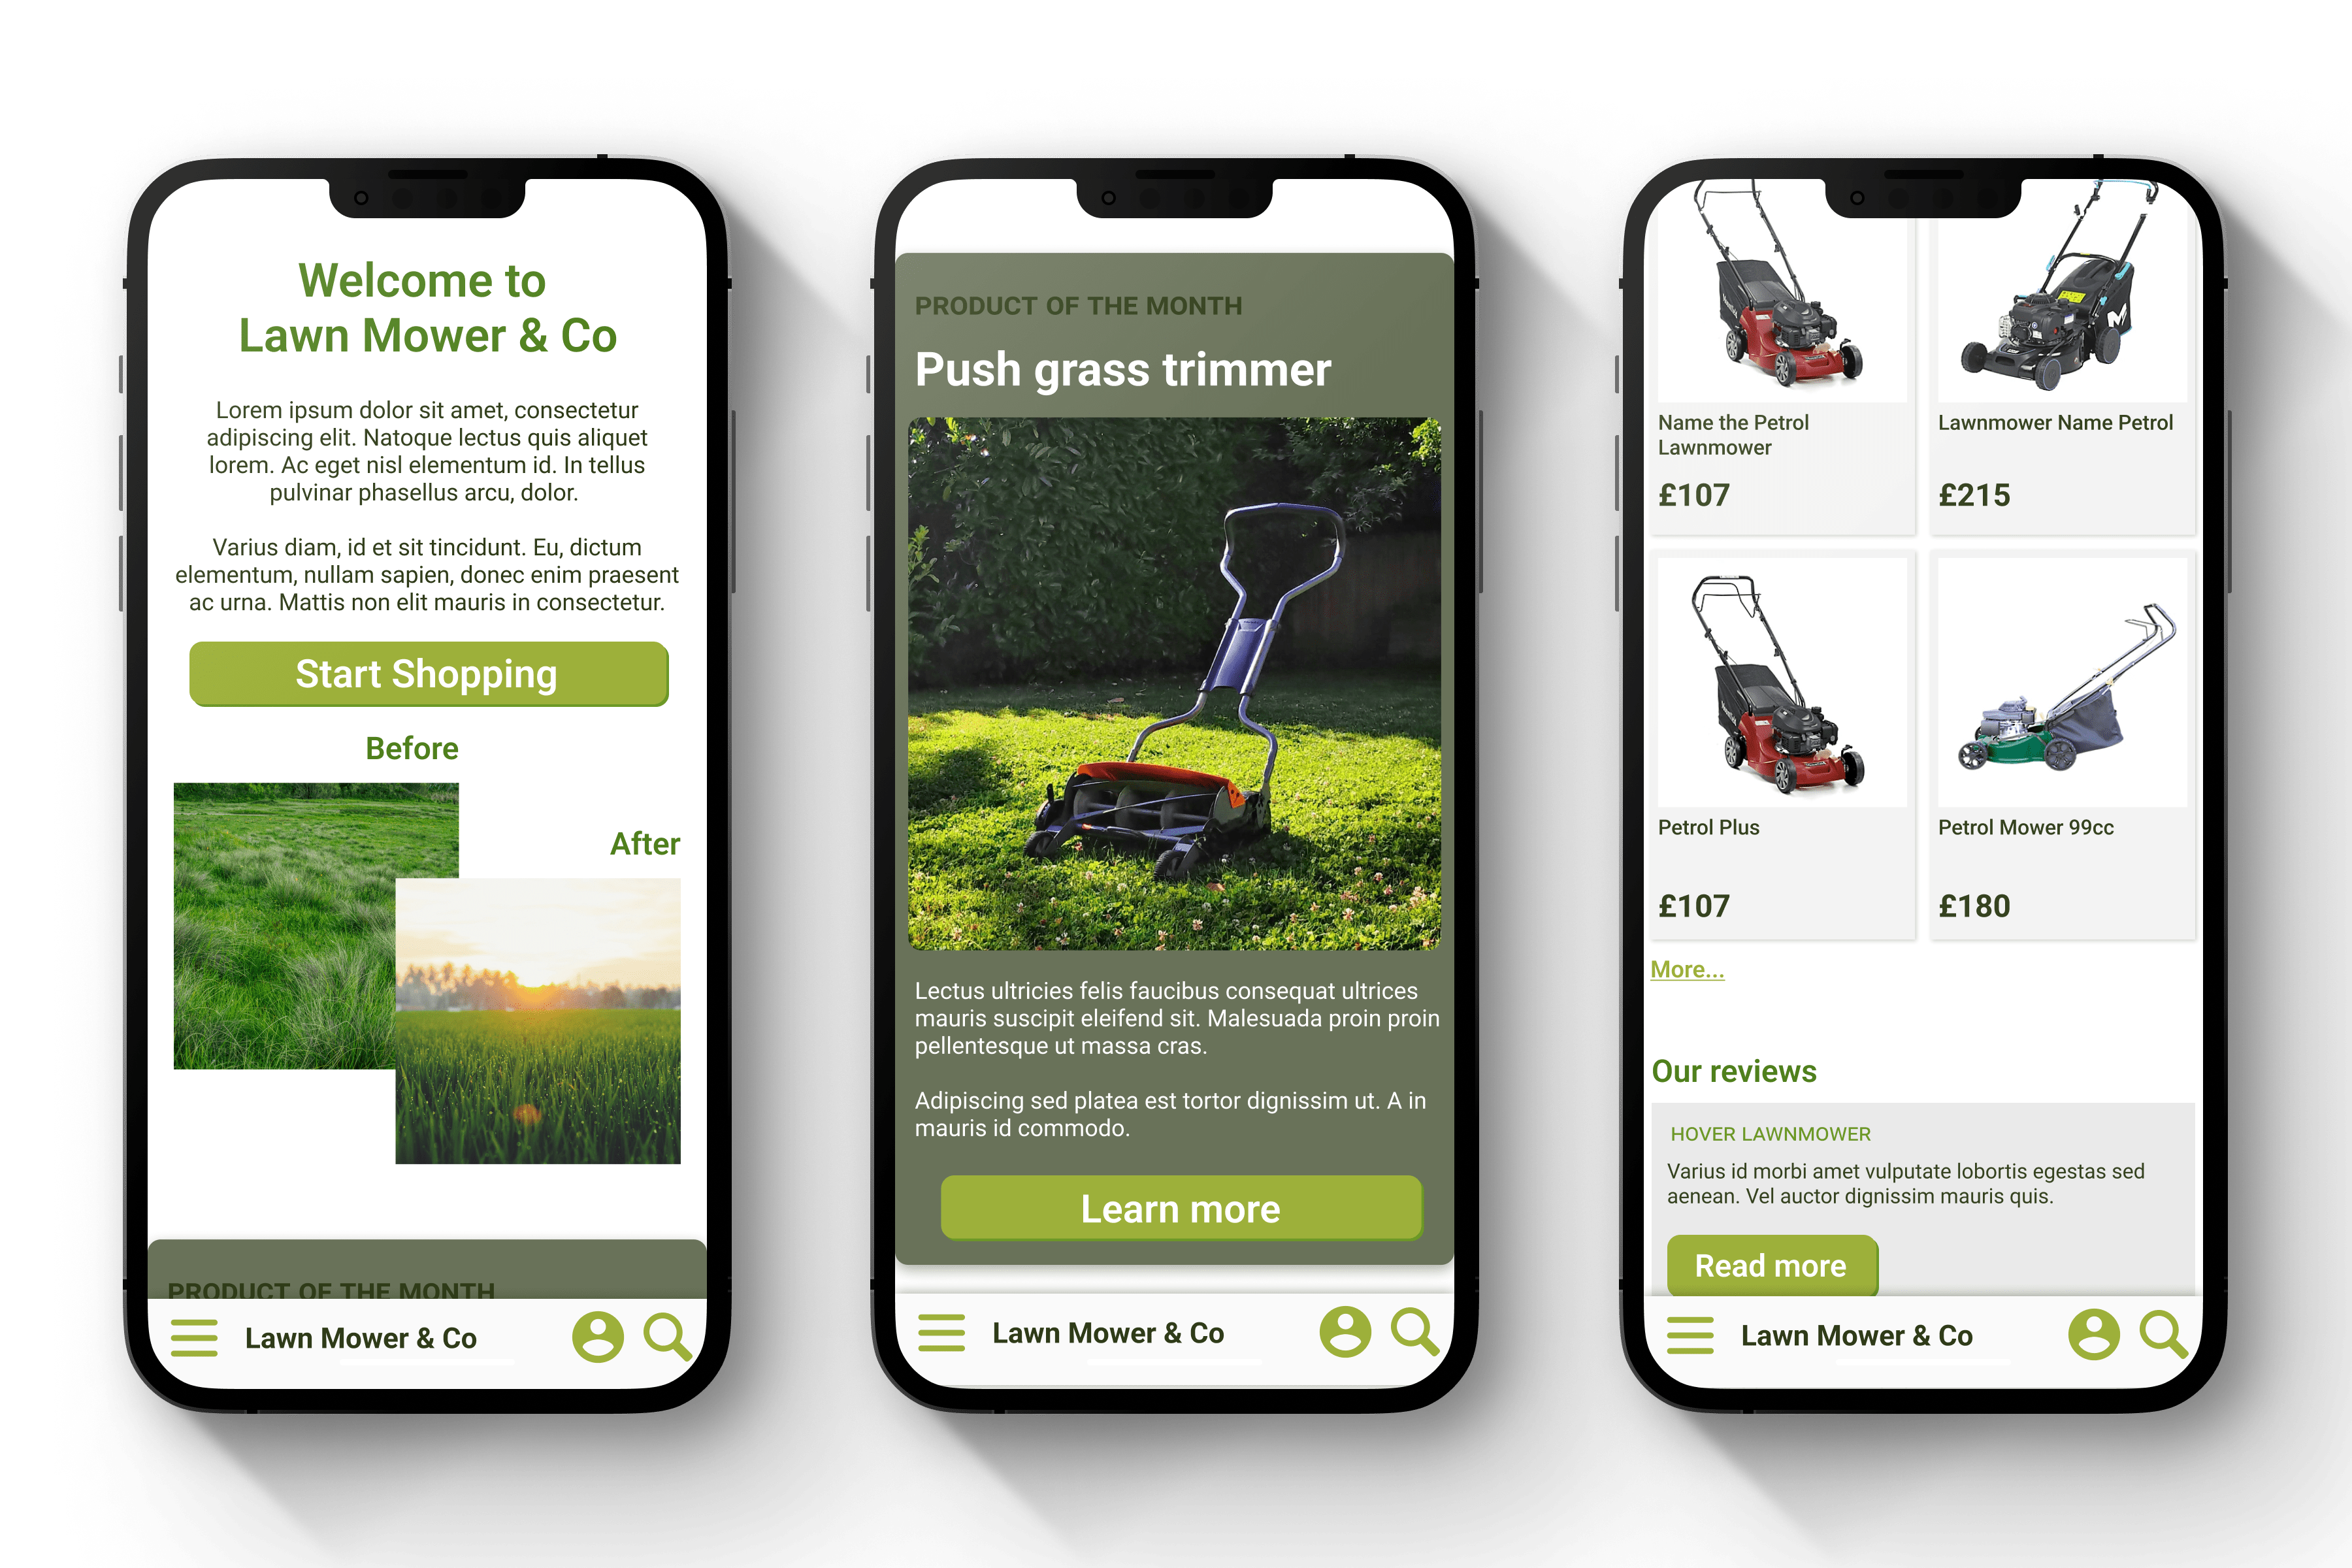 Welcome to
Lawn Mower & Co
Lorem ipsum dolor sit amet, consectetur
adipiscing elit. Natoque lectus quis aliquet
lorem. Ac eget nisl elementum id. In tellus
pulvinar phasellus arcu, dolor.
Varius diam, id et sit tincidunt. Eu, dictum
elementum, nullam sapien, donec enim praesent
ac urna. Mattis non elit mauris in consectetur.
Start Shopping
Before
After
PRODUCT OF THE MONTH
Lawn Mower & Co
PRODUCT OF THE MONTH
Push grass trimmer
Lectus ultricies felis faucibus consequat ultrices
mauris suscipit eleifend sit. Malesuada proin proin
pellentesque ut massa cras.
Adipiscing sed platea est tortor dignissim ut. A in
mauris id commodo.
Learn more
Lawn Mower & Co
Name the Petrol
Lawnmower
£107
Lawnmower Name Petrol
£215
Petrol Plus
£107
Petrol Mower 99cc
£180
More...
Our reviews
HOVER LAWNMOWER
Varius id morbi amet vulputate lobortis egestas sed
aenean. Vel auctor dignissim mauris quis.
Read more
Lawn Mower & Co